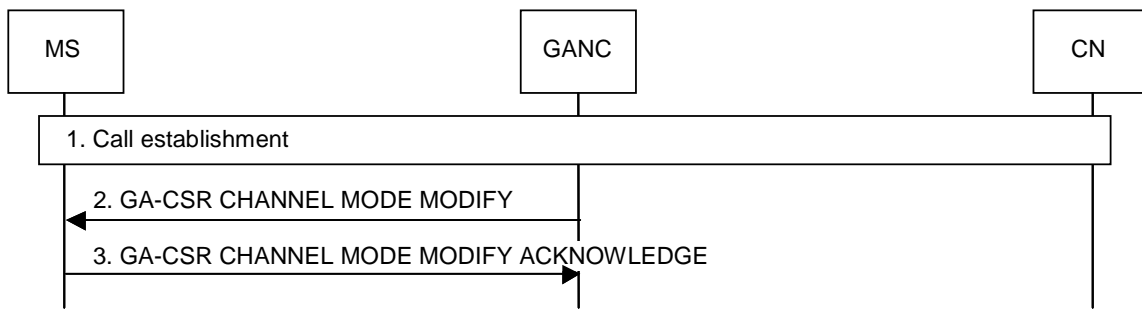 MS
GANC
CN
1. Call establishment
2. GA-CSR CHANNEL MODE MODIFY
3. GA-CSR CHANNEL MODE MODIFY ACKNOWLEDGE